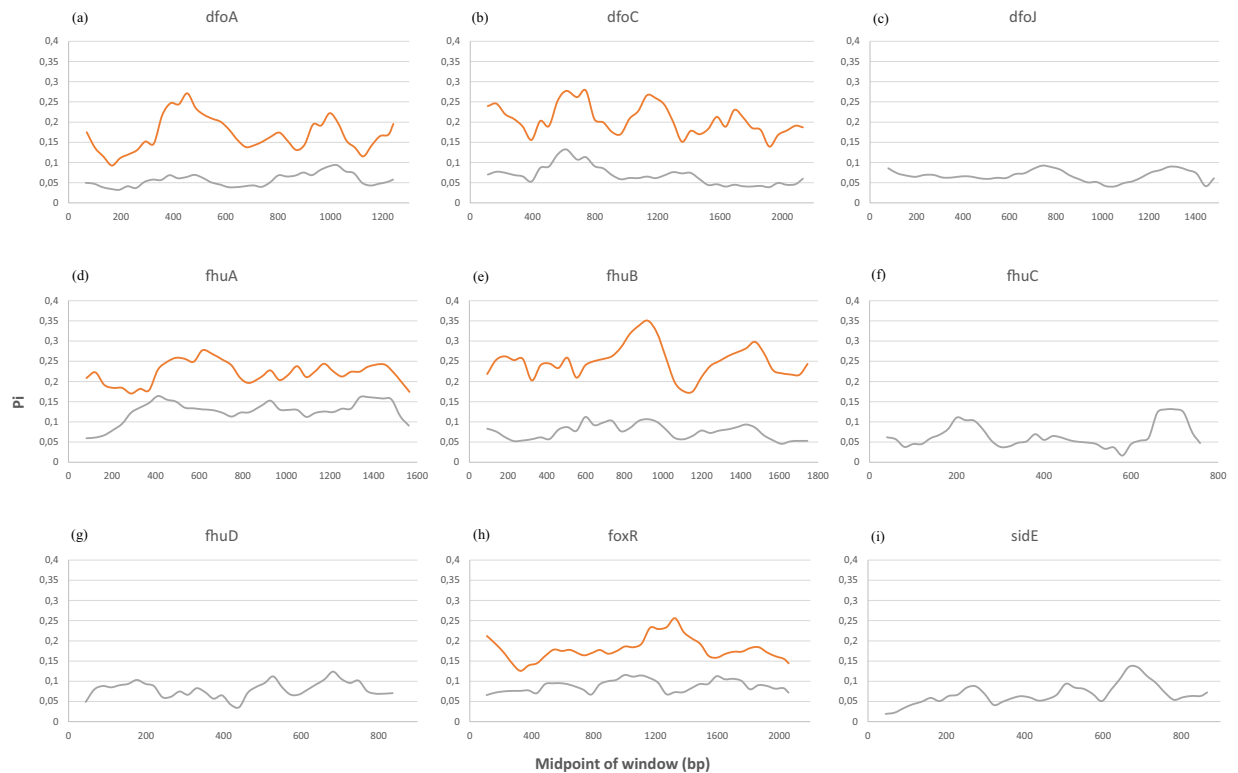 (a) dfoA (b) dfoC (c) dfoJ
0,4 0,4 0,4
0,35 0,35 0,35
0,3 0,3 0,3
0,25 0,25 0,25
0,2 0,2 0,2
0,15 0,15 0,15
0,1 0,1 0,1
0,05 0,05 0,05
0 0 0
0 200 400 600 800 1000 1200 0 400 800 1200 1600 2000 0 200 400 600 800 1000 1200 1400
(d) fhuA (e) fhuB (f) fhuC
0,4 0,4 0,4
0,35 0,35 0,35
0,3 0,3 0,3
0,25 0,25 0,25
0,2 0,2 0,2
0,15 0,15 0,15
0,1 0,1 0,1
0,05 0,05 0,05
0 0 0
Pi
0 200 400 600 800 1000 1200 1400 1600 0 200 400 600 800 1000 1200 1400 1600 1800 0 200 400 600 800
(g) fhuD (h) foxR (i) sidE
0,4 0,4 0,4
0,35 0,35 0,35
0,3 0,3 0,3
0,25 0,25 0,25
0,2 0,2 0,2
0,15 0,15 0,15
0,1 0,1 0,1
0,05 0,05 0,05
0 0 0
0 200 400 600 800 0 400 800 1200 1600 2000 0 200 400 600 800
Midpoint of window (bp)